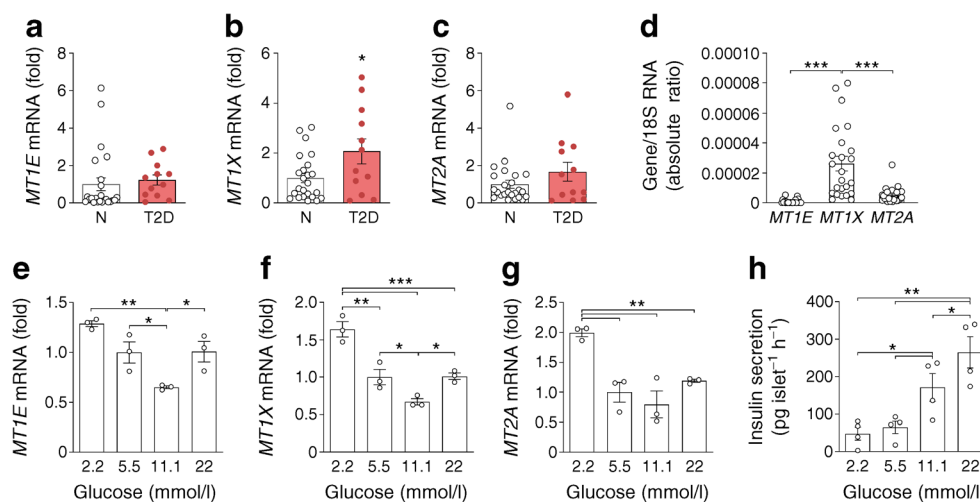 a
MT1E mRNA (fold)
8
6
4
2
0
N
T2D
b
MT1X mRNA (fold)
6
4
2
0
*
N
T2D
c
MT2A mRNA (fold)
8
6
4
2
0
N
T2D
d
Gene/18S RNA
(absolute ratio)
0.00010
0.00008
0.00006
0.00004
0.00002
0
***
***
MT1E
MT1X
MT2A
e
MT1E mRNA (fold)
1.5
1.0
0.5
0
**
*
*
2.2
5.5
11.1
22
Glucose (mmol/l)
f
MT1X mRNA (fold)
2.0
1.5
1.0
0.5
0
***
**
*
*
2.2
5.5
11.1
22
Glucose (mmol/l)
g
MT2A mRNA (fold)
2.5
2.0
1.5
1.0
0.5
0
**
2.2
5.5
11.1
22
Glucose (mmol/l)
h
Insulin secretion
(pg islet⁻¹ h⁻¹)
400
300
200
100
0
**
*
*
2.2
5.5
11.1
22
Glucose (mmol/l)